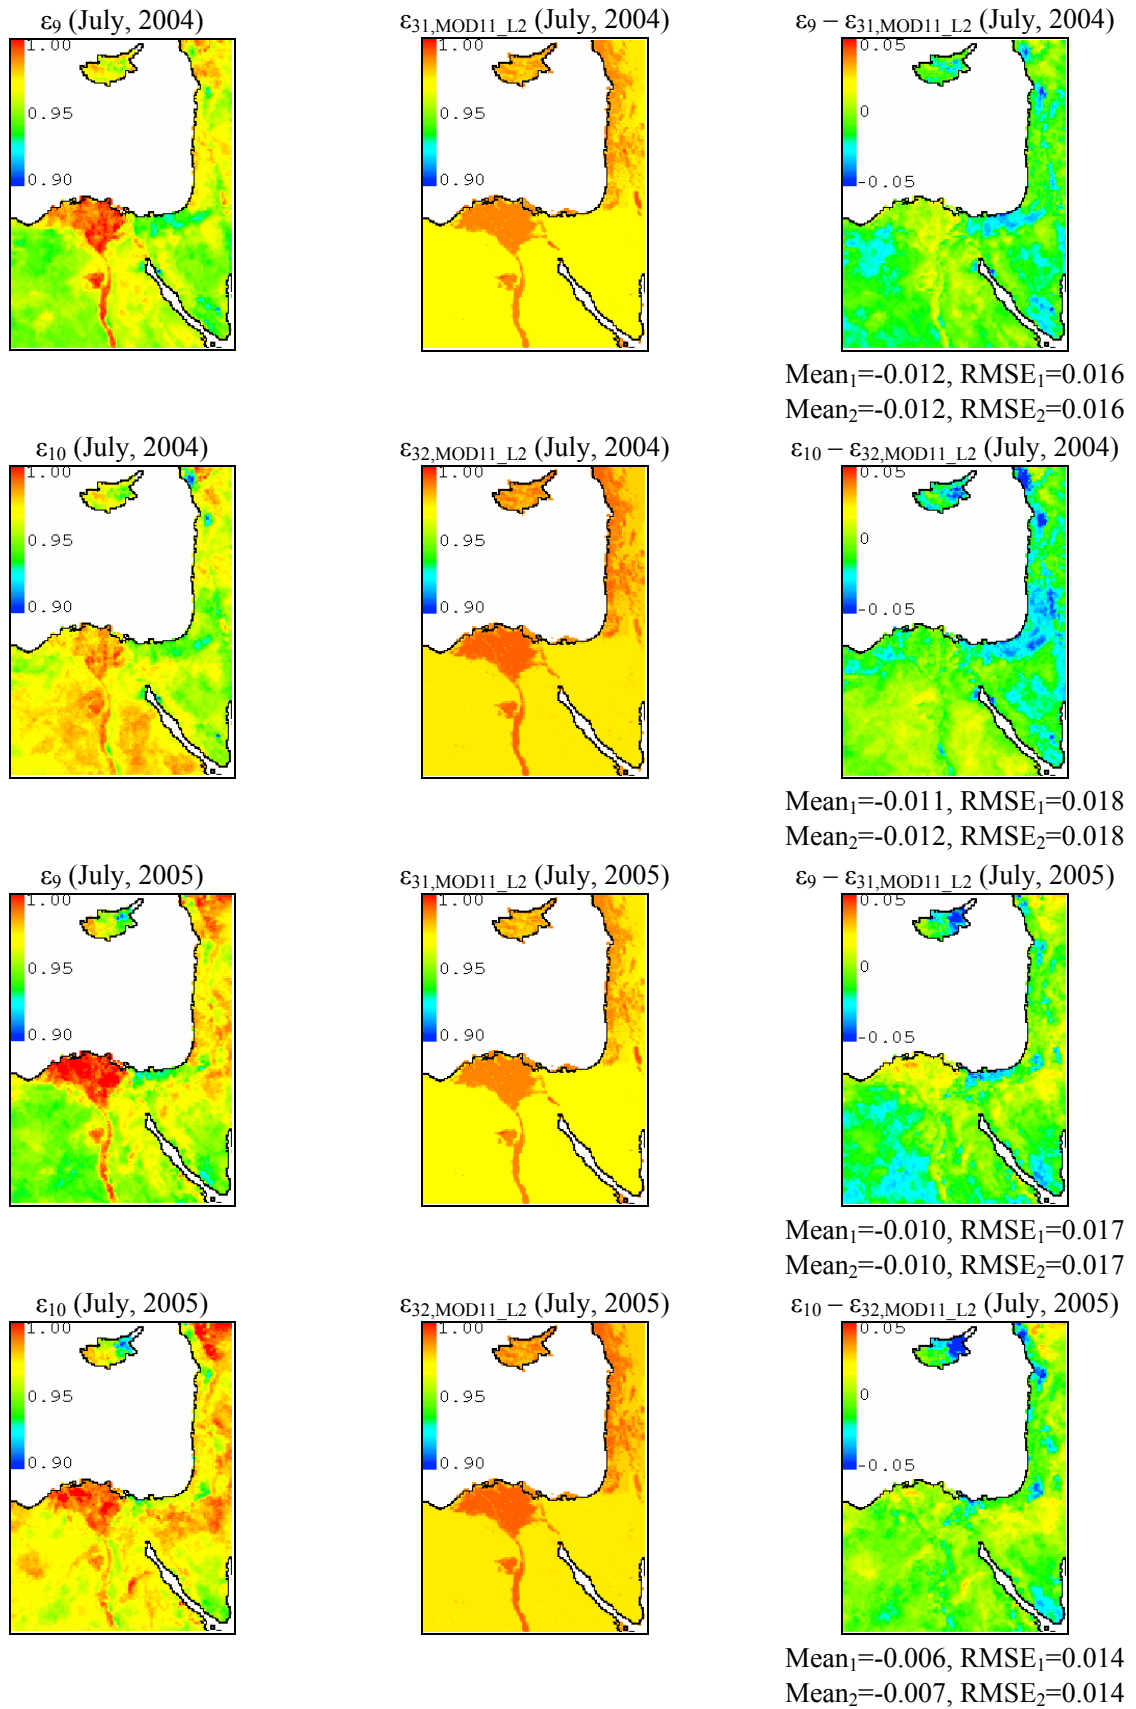 ε9 (July, 2004) ε31,MOD11_L2 (July, 2004) ε9 – ε31,MOD11_L2 (July, 2004)
1.00 1.00 0.05
0.95 0.95 0
0.90 0.90 -0.05
Mean1=-0.012, RMSE1=0.016
Mean2=-0.012, RMSE2=0.016
ε10 (July, 2004) ε32,MOD11_L2 (July, 2004) ε10 – ε32,MOD11_L2 (July, 2004)
1.00 1.00 0.05
0.95 0.95 0
0.90 0.90 -0.05
Mean1=-0.011, RMSE1=0.018
Mean2=-0.012, RMSE2=0.018
ε9 (July, 2005) ε31,MOD11_L2 (July, 2005) ε9 – ε31,MOD11_L2 (July, 2005)
1.00 1.00 0.05
0.95 0.95 0
0.90 0.90 -0.05
Mean1=-0.010, RMSE1=0.017
Mean2=-0.010, RMSE2=0.017
ε10 (July, 2005) ε32,MOD11_L2 (July, 2005) ε10 – ε32,MOD11_L2 (July, 2005)
1.00 1.00 0.05
0.95 0.95 0
0.90 0.90 -0.05
Mean1=-0.006, RMSE1=0.014
Mean2=-0.007, RMSE2=0.014